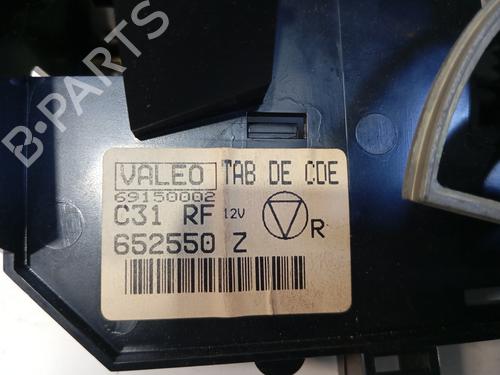 VALEO TAB DE CDE
69150002
C31 RF 12V
652550 Z R
B-PARTS